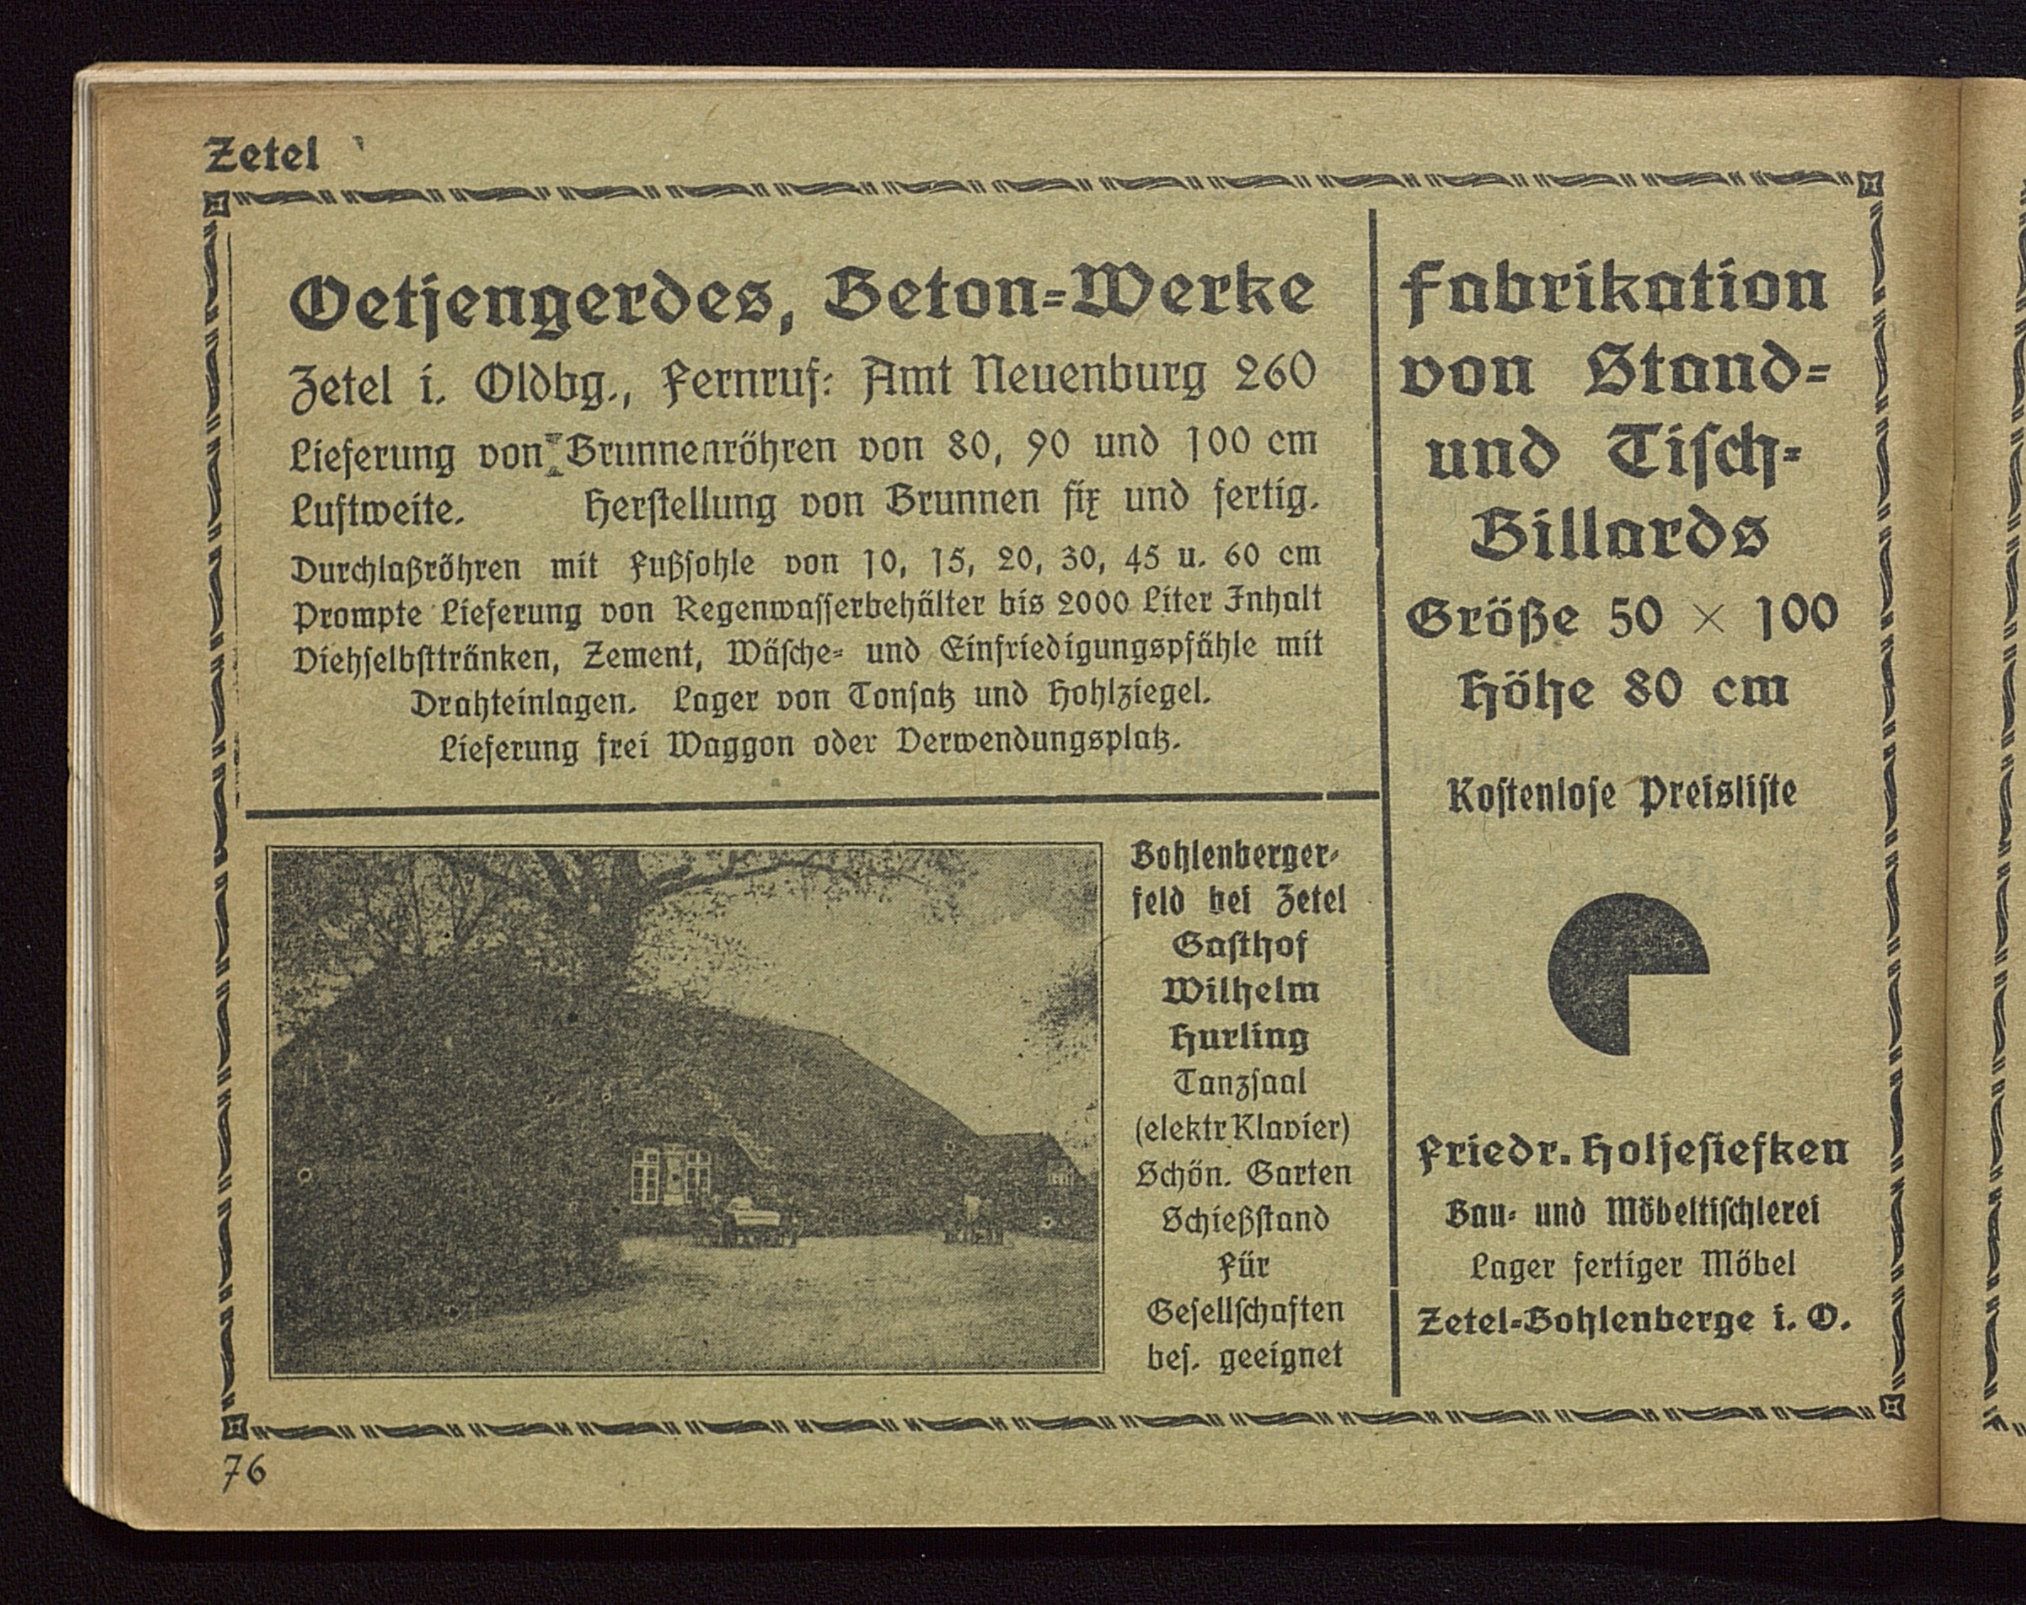 Zetel
Oetjengerdes, Beton-Werke
Zetel i. Oldbg., Fernruf: Amt Neuenburg 260
Lieferung von Brunnenröhren von 80, 90 und 100 cm
Luftweite. Herstellung von Brunnen fix und fertig.
Durchlaßröhren mit Fußsohle von 10, 15, 20, 30, 45 u. 60 cm
Prompte Lieferung von Regenwasserbehälter bis 2000 Liter Inhalt
Viehselbsttränken, Zement, Wäsche- und Einfriedigungspfähle mit
Drahteinlagen. Lager von Tonsatz und Hohlziegel.
Lieferung frei Waggon oder Verwendungsplatz.
Bohlenberger-
feld bei Zetel
Gasthof
Wilhelm
Hurling
Tanzsaal
(elektr Klavier)
Schön. Garten
Schießstand
Für
Gesellschaften
bes. geeignet
Fabrikation
von Stand-
und Tisch-
Billards
Größe 50 × 100
Höhe 80 cm
Kostenlose Preisliste
Friedr. Holjesiefken
Bau- und Möbeltischlerei
Lager fertiger Möbel
Zetel-Bohlenberge i. O.
76